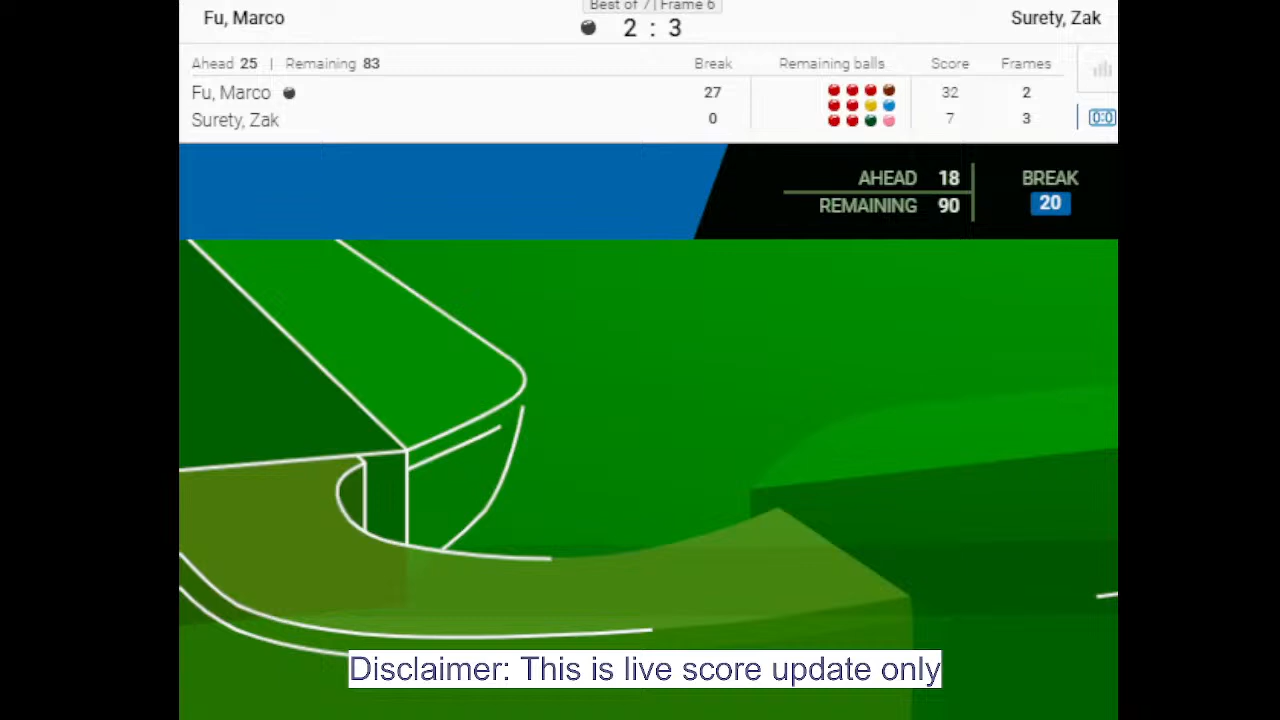 Best of 7 | Frame 6
Fu, Marco 2 : 3 Surety, Zak
Ahead 25 | Remaining 83 Break Remaining balls Score Frames
Fu, Marco 27 32 2
Surety, Zak 0 7 3
0:0
AHEAD 18 BREAK
REMAINING 90 20
Disclaimer: This is live score update only